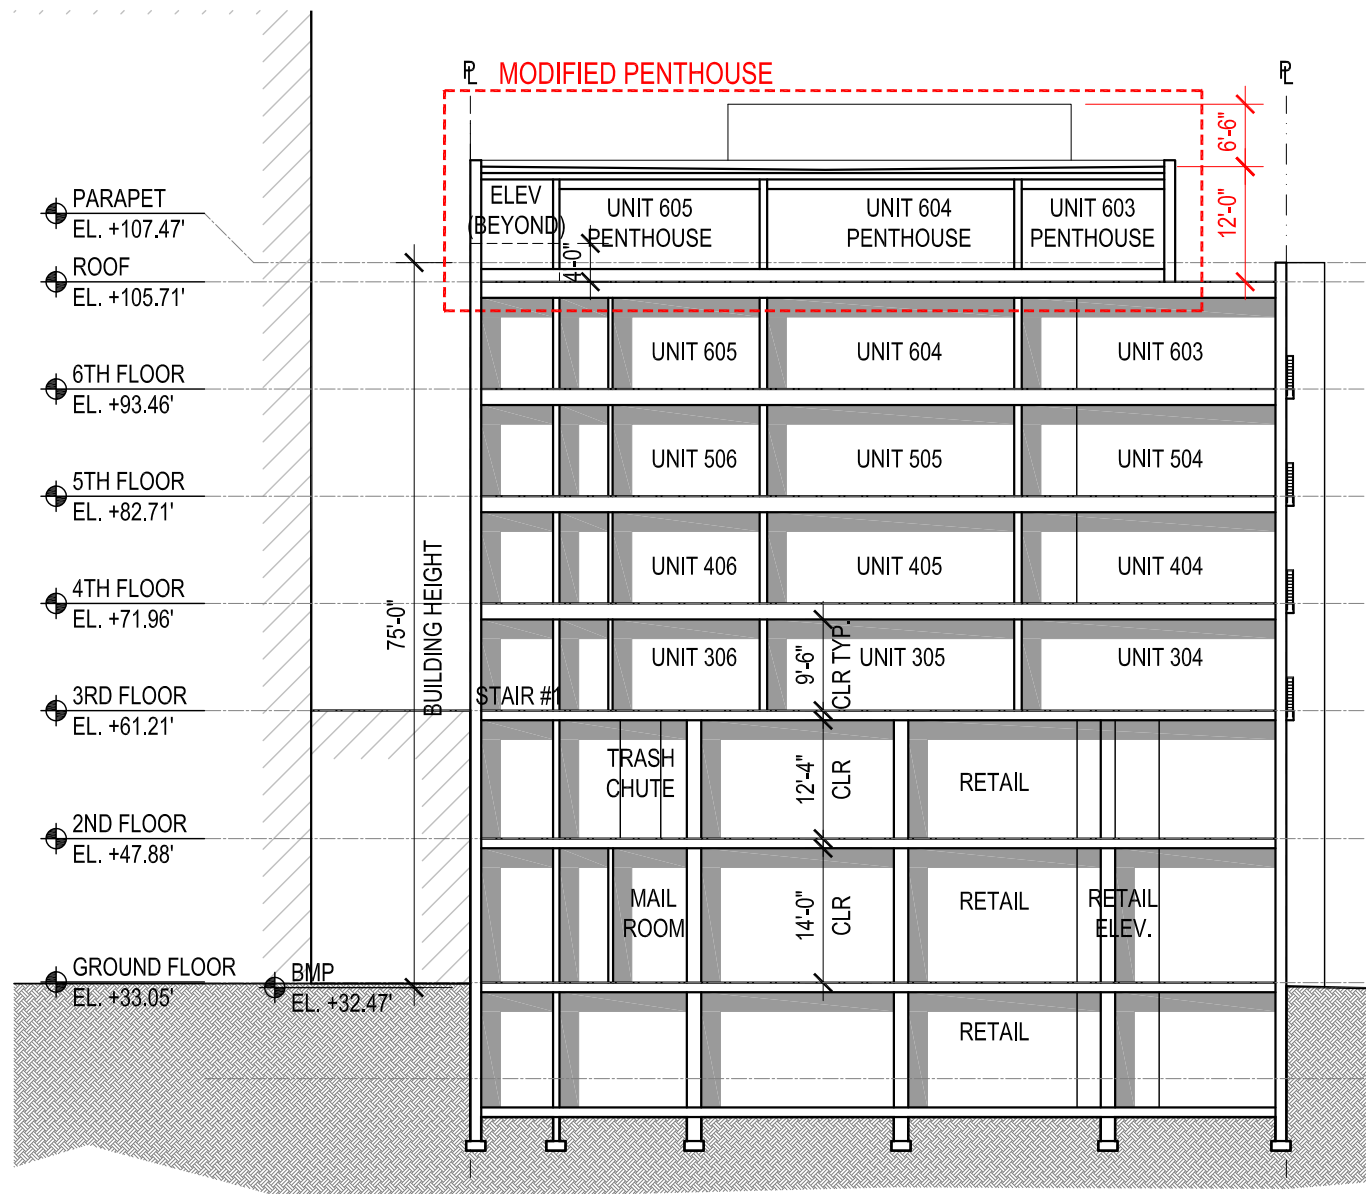 PL
MODIFIED PENTHOUSE
PL
6'-6"
12'-0"
PARAPET
EL. +107.47'
ELEV
(BEYOND)
UNIT 605
PENTHOUSE
UNIT 604
PENTHOUSE
UNIT 603
PENTHOUSE
4'-0"
ROOF
EL. +105.71'
UNIT 605
UNIT 604
UNIT 603
6TH FLOOR
EL. +93.46'
UNIT 506
UNIT 505
UNIT 504
5TH FLOOR
EL. +82.71'
UNIT 406
UNIT 405
UNIT 404
4TH FLOOR
EL. +71.96'
75'-0"
BUILDING HEIGHT
UNIT 306
9'-6"
CLR TYP.
UNIT 305
UNIT 304
3RD FLOOR
EL. +61.21'
STAIR #1
TRASH
CHUTE
12'-4"
CLR
RETAIL
2ND FLOOR
EL. +47.88'
MAIL
ROOM
14'-0"
CLR
RETAIL
RETAIL
ELEV.
GROUND FLOOR
EL. +33.05'
BMP
EL. +32.47'
RETAIL